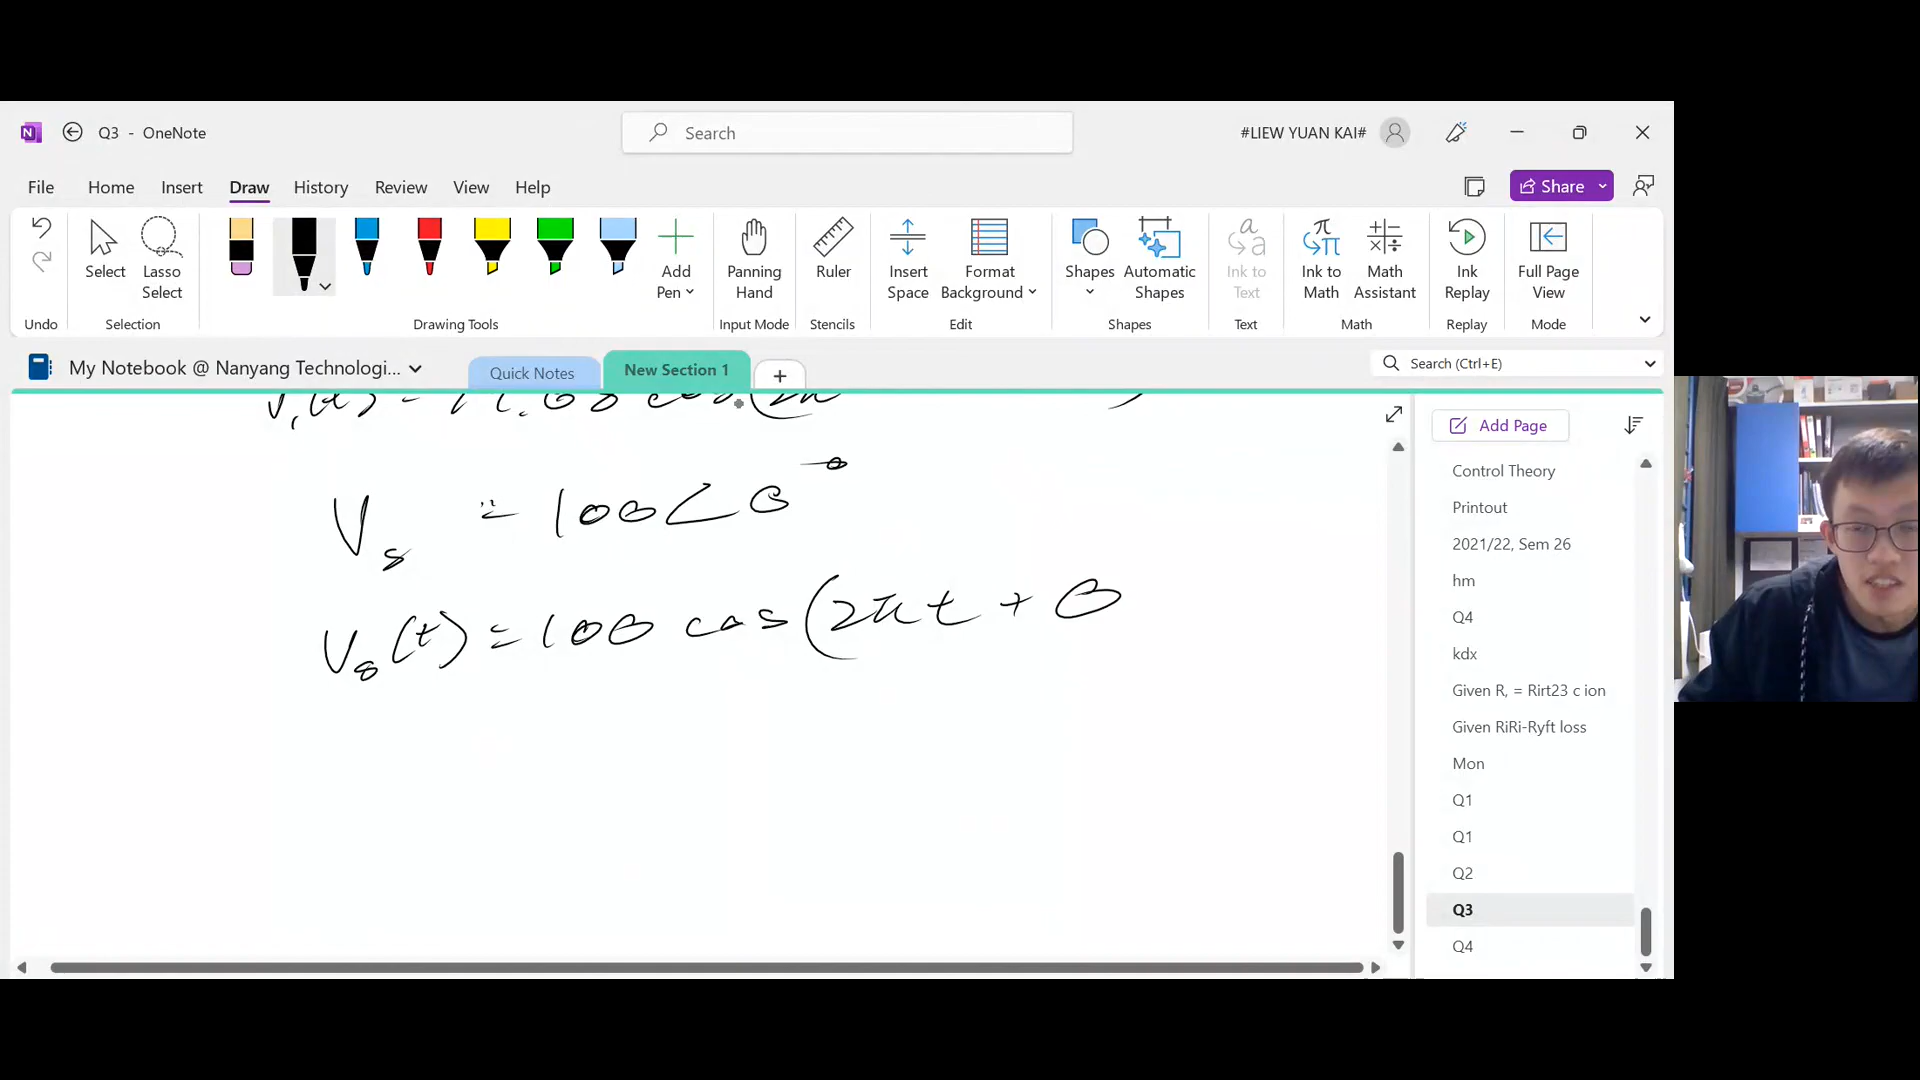 Q3 - OneNote
Search
#LIEW YUAN KAI#
File
Home
Insert
Draw
History
Review
View
Help
Share
Select
Lasso Select
Add Pen
Panning Hand
Ruler
Insert Space
Format Background
Shapes
Automatic Shapes
Ink to Text
Ink to Math
Math Assistant
Ink Replay
Full Page View
Undo
Selection
Drawing Tools
Input Mode
Stencils
Edit
Shapes
Text
Math
Replay
Mode
My Notebook @ Nanyang Technologi...
Quick Notes
New Section 1
+
Search (Ctrl+E)
V_s = 100∠θ
V_s(t) = 100 cos(2πt + θ
Add Page
Control Theory
Printout
2021/22, Sem 26
hm
Q4
kdx
Given R, = Rirt23 c ion
Given RiRi-Ryft loss
Mon
Q1
Q1
Q2
Q3
Q4